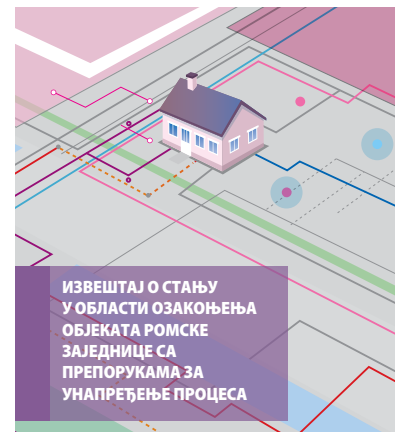 ИЗВЕШТАЈ О СТАЊУ
У ОБЛАСТИ ОЗАКОЊЕЊА
ОБЈЕКАТА РОМСКЕ
ЗАЈЕДНИЦЕ СА
ПРЕПОРУКАМА ЗА
УНАПРЕЂЕЊЕ ПРОЦЕСА